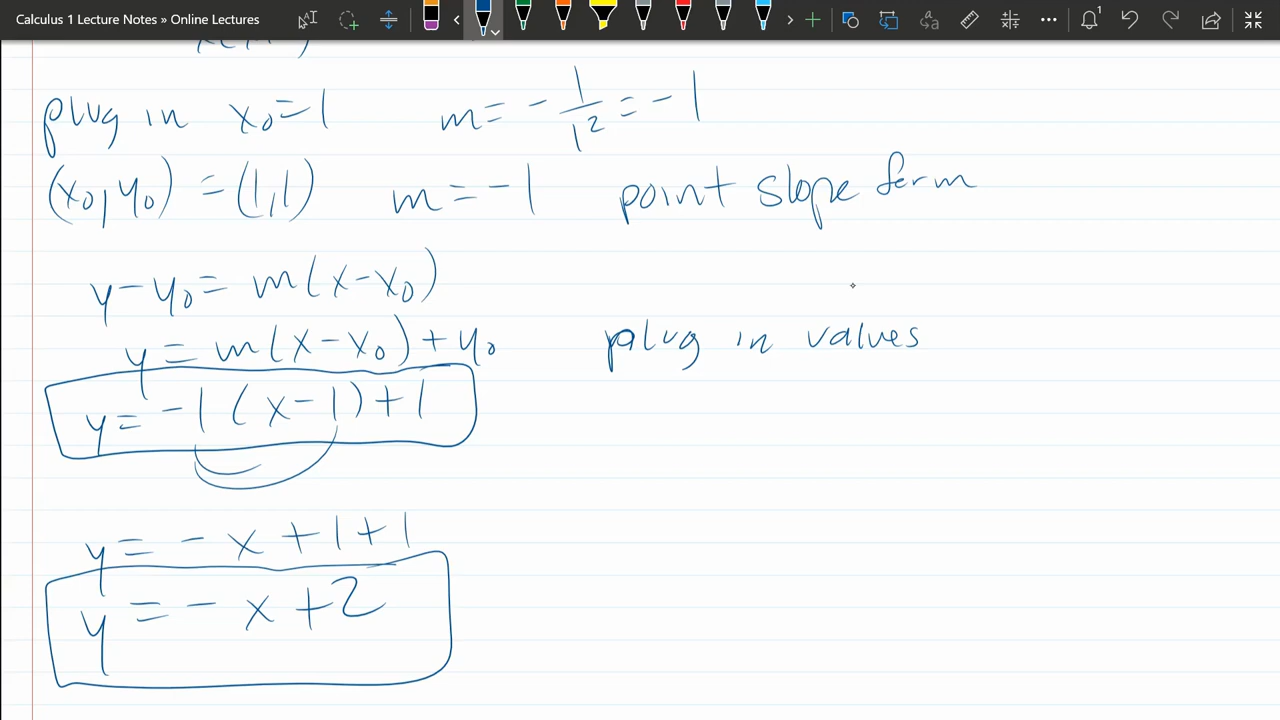 Calculus 1 Lecture Notes » Online Lectures
plug in x₀=1 m = - 1/1² = -1
(x₀,y₀) = (1,1) m = -1 point slope form
y - y₀ = m(x - x₀)
y = m(x - x₀) + y₀ plug in values
y = -1(x-1)+1
y = -x+1+1
y = -x+2